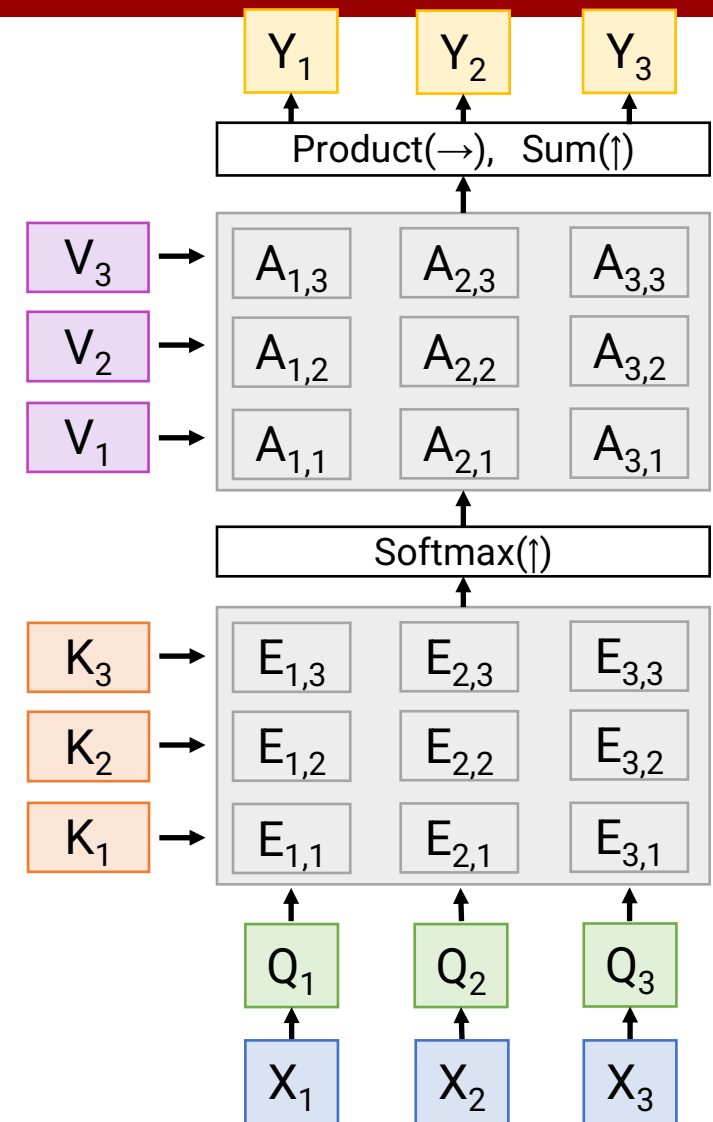 Y1 Y2 Y3
Product(→), Sum(↑)
V3 A1,3 A2,3 A3,3
V2 A1,2 A2,2 A3,2
V1 A1,1 A2,1 A3,1
Softmax(↑)
K3 E1,3 E2,3 E3,3
K2 E1,2 E2,2 E3,2
K1 E1,1 E2,1 E3,1
Q1 Q2 Q3
X1 X2 X3